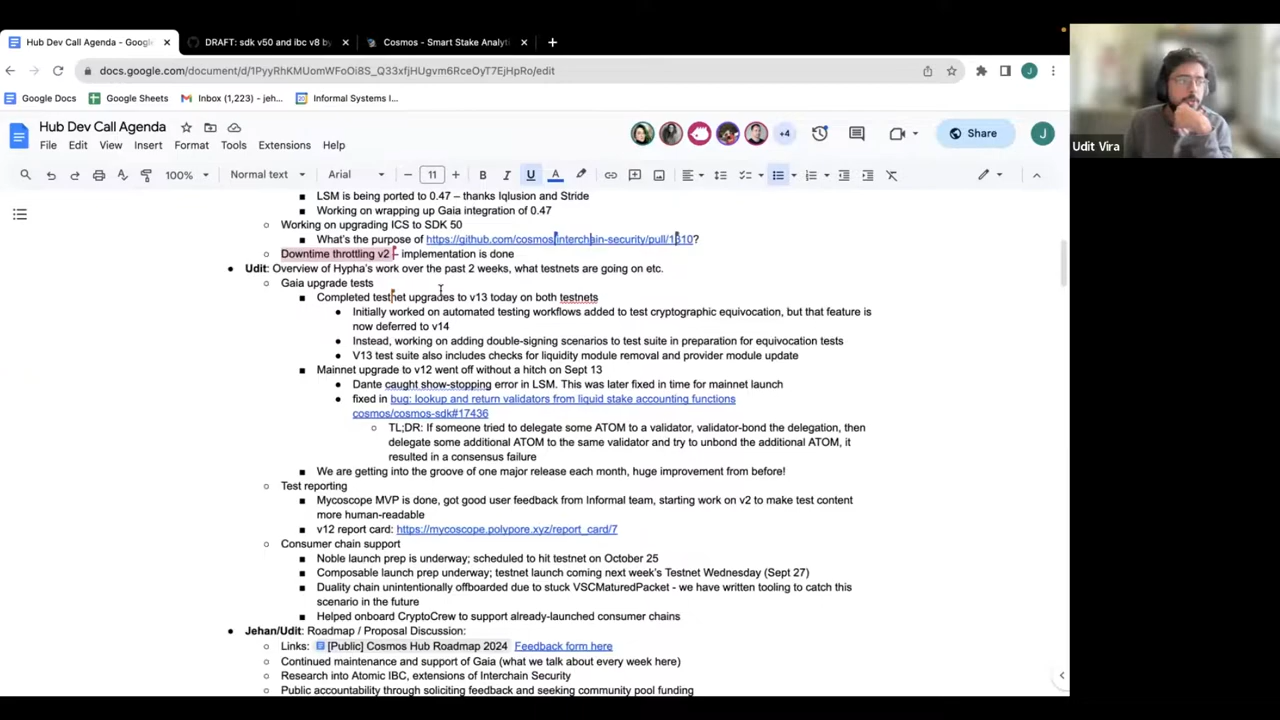 Hub Dev Call Agenda - Google
DRAFT: sdk v50 and ibc v8 by
Cosmos - Smart Stake Analyti
docs.google.com/document/d/1PyyRhKMUomWFoOi8S_Q33xfjHUgvm6RceOyT7EjHpRo/edit
Google Docs
Google Sheets
Inbox (1,223) - jeh...
Informal Systems I...
Hub Dev Call Agenda
+4
Share
J
File Edit View Insert Format Tools Extensions Help
100%
Normal text
Arial
11
LSM is being ported to 0.47 – thanks Iqlusion and Stride
Working on wrapping up Gaia integration of 0.47
Working on upgrading ICS to SDK 50
What's the purpose of https://github.com/cosmos/interchain-security/pull/1310?
Downtime throttling v2 – implementation is done
Udit: Overview of Hypha's work over the past 2 weeks, what testnets are going on etc.
Gaia upgrade tests
Completed testnet upgrades to v13 today on both testnets
Initially worked on automated testing workflows added to test cryptographic equivocation, but that feature is
now deferred to v14
Instead, working on adding double-signing scenarios to test suite in preparation for equivocation tests
V13 test suite also includes checks for liquidity module removal and provider module update
Mainnet upgrade to v12 went off without a hitch on Sept 13
Dante caught show-stopping error in LSM. This was later fixed in time for mainnet launch
fixed in bug: lookup and return validators from liquid stake accounting functions
cosmos/cosmos-sdk#17436
TL;DR: If someone tried to delegate some ATOM to a validator, validator-bond the delegation, then
delegate some additional ATOM to the same validator and try to unbond the additional ATOM, it
resulted in a consensus failure
We are getting into the groove of one major release each month, huge improvement from before!
Test reporting
Mycoscope MVP is done, got good user feedback from Informal team, starting work on v2 to make test content
more human-readable
v12 report card: https://mycoscope.polypore.xyz/report_card/7
Consumer chain support
Noble launch prep is underway; scheduled to hit testnet on October 25
Composable launch prep underway; testnet launch coming next week's Testnet Wednesday (Sept 27)
Duality chain unintentionally offboarded due to stuck VSCMaturedPacket - we have written tooling to catch this
scenario in the future
Helped onboard CryptoCrew to support already-launched consumer chains
Jehan/Udit: Roadmap / Proposal Discussion:
Links: [Public] Cosmos Hub Roadmap 2024 Feedback form here
Continued maintenance and support of Gaia (what we talk about every week here)
Research into Atomic IBC, extensions of Interchain Security
Public accountability through soliciting feedback and seeking community pool funding
Udit Vira